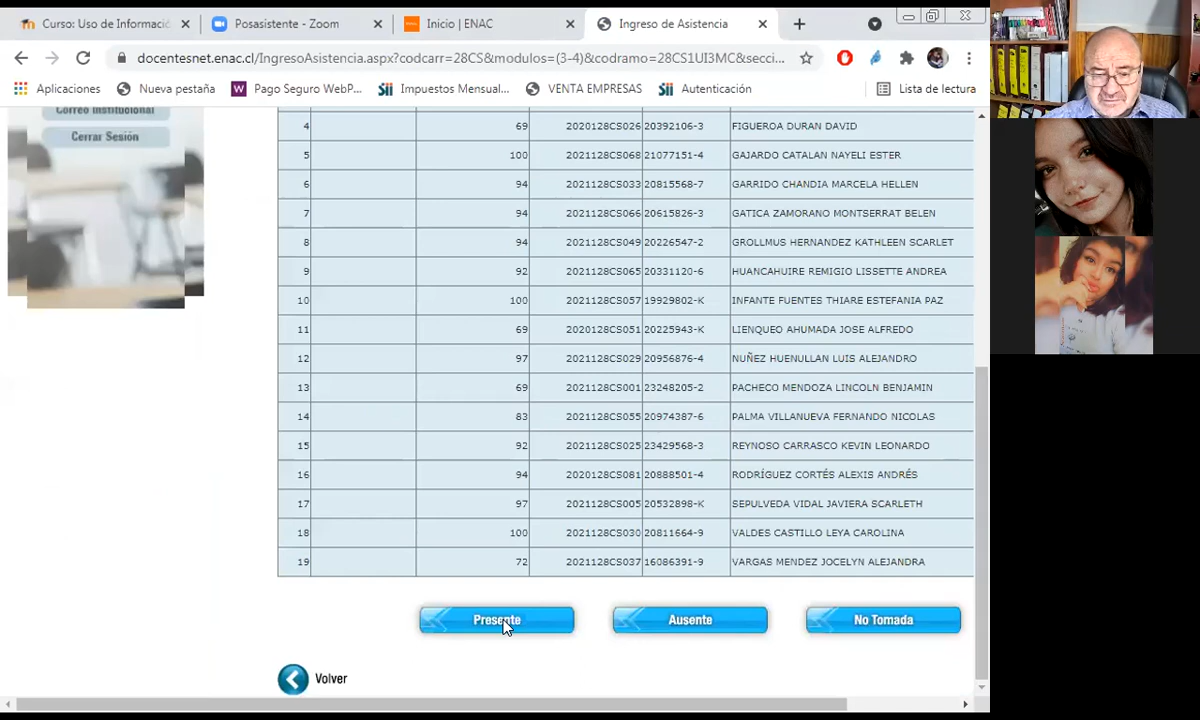 Curso: Uso de Informació
Posasistente - Zoom
Inicio | ENAC
Ingreso de Asistencia
docentesnet.enac.cl/IngresoAsistencia.aspx?codcarr=28CS&modulos=(3-4)&codramo=28CS1UI3MC&secci...
Aplicaciones
Nueva pestaña
Pago Seguro WebP...
Impuestos Mensual...
VENTA EMPRESAS
Autenticación
Lista de lectura
Correo Institucional
Cerrar Sesión
4 69 2020128CS026 20392106-3 FIGUEROA DURAN DAVID
5 100 2021128CS068 21077151-4 GAJARDO CATALAN NAYELI ESTER
6 94 2021128CS033 20815568-7 GARRIDO CHANDIA MARCELA HELLEN
7 94 2021128CS066 20615826-3 GATICA ZAMORANO MONTSERRAT BELEN
8 94 2021128CS049 20226547-2 GROLLMUS HERNANDEZ KATHLEEN SCARLET
9 92 2021128CS065 20331120-6 HUANCAHUIRE REMIGIO LISSETTE ANDREA
10 100 2021128CS057 19929802-K INFANTE FUENTES THIARE ESTEFANIA PAZ
11 69 2020128CS051 20225943-K LIENQUEO AHUMADA JOSE ALFREDO
12 97 2021128CS029 20956876-4 NUÑEZ HUENULLAN LUIS ALEJANDRO
13 69 2021128CS001 23248205-2 PACHECO MENDOZA LINCOLN BENJAMIN
14 83 2021128CS055 20974387-6 PALMA VILLANUEVA FERNANDO NICOLAS
15 92 2021128CS025 23429568-3 REYNOSO CARRASCO KEVIN LEONARDO
16 94 2020128CS081 20888501-4 RODRÍGUEZ CORTÉS ALEXIS ANDRÉS
17 97 2021128CS005 20532898-K SEPULVEDA VIDAL JAVIERA SCARLETH
18 100 2021128CS030 20811664-9 VALDES CASTILLO LEYA CAROLINA
19 72 2021128CS037 16086391-9 VARGAS MENDEZ JOCELYN ALEJANDRA
Presente
Ausente
No Tomada
Volver